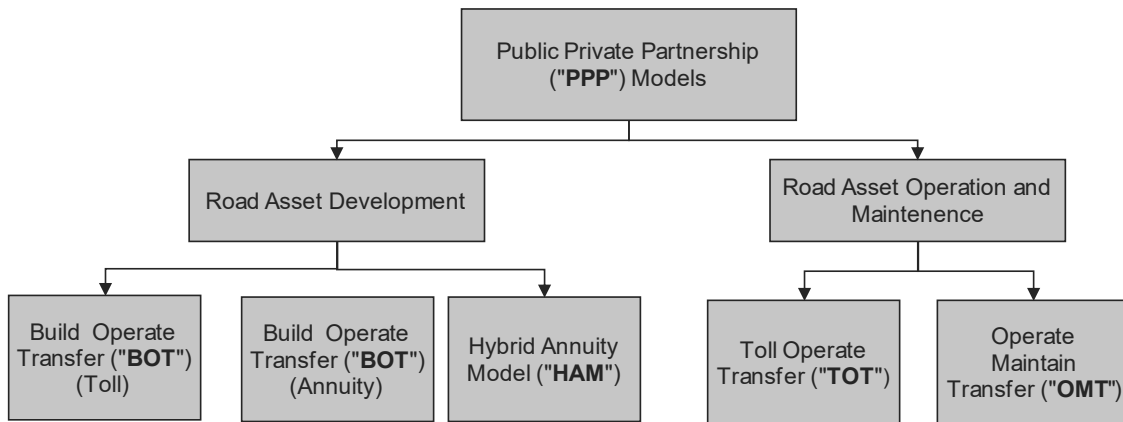 Public Private Partnership
("PPP") Models
Road Asset Development
Road Asset Operation and
Maintenence
Build Operate
Transfer ("BOT")
(Toll)
Build Operate
Transfer ("BOT")
(Annuity)
Hybrid Annuity
Model ("HAM")
Toll Operate
Transfer ("TOT")
Operate
Maintain
Transfer ("OMT")